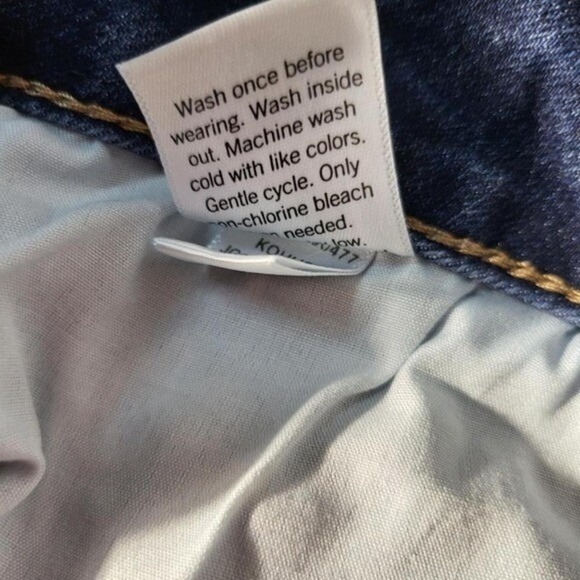 Wash once before
wearing. Wash inside
out. Machine wash
cold with like colors.
Gentle cycle. Only
non-chlorine bleach
needed.
low.